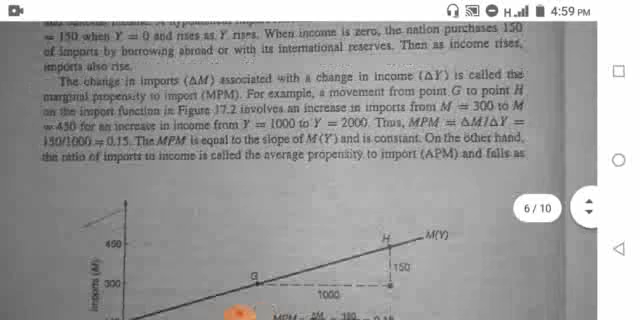 H
4:59 PM
= 150 when Y = 0 and rises as Y rises. When income is zero, the nation purchases 150
of imports by borrowing abroad or with its international reserves. Then as income rises,
imports also rise.
The change in imports (ΔM) associated with a change in income (ΔY) is called the
marginal propensity to import (MPM). For example, a movement from point G to point H
on the import function in Figure 17.2 involves an increase in imports from M = 300 to M
= 450 for an increase in income from Y = 1000 to Y = 2000. Thus, MPM = ΔM/ΔY =
150/1000 = 0.15. The MPM is equal to the slope of M(Y) and is constant. On the other hand,
the ratio of imports to income is called the average propensity to import (APM) and falls as
6 / 10
Imports (M)
450
H
M(Y)
150
G
300
1000
MPM =